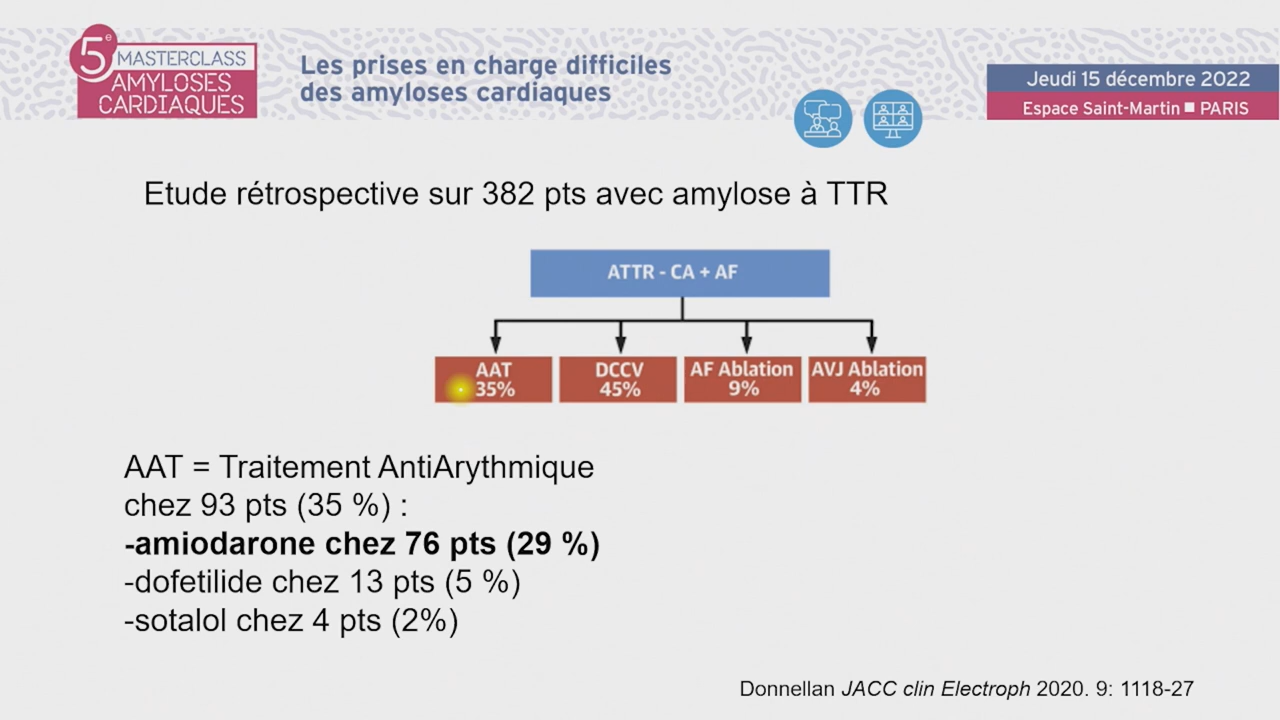 5e
MASTERCLASS
AMYLOSES
CARDIAQUES
Les prises en charge difficiles
des amyloses cardiaques
Jeudi 15 décembre 2022
Espace Saint-Martin ■ PARIS
Etude rétrospective sur 382 pts avec amylose à TTR
ATTR - CA + AF
AAT
35%
DCCV
45%
AF Ablation
9%
AVJ Ablation
4%
AAT = Traitement AntiArythmique
chez 93 pts (35 %) :
-amiodarone chez 76 pts (29 %)
-dofetilide chez 13 pts (5 %)
-sotalol chez 4 pts (2%)
Donnellan JACC clin Electroph 2020. 9: 1118-27